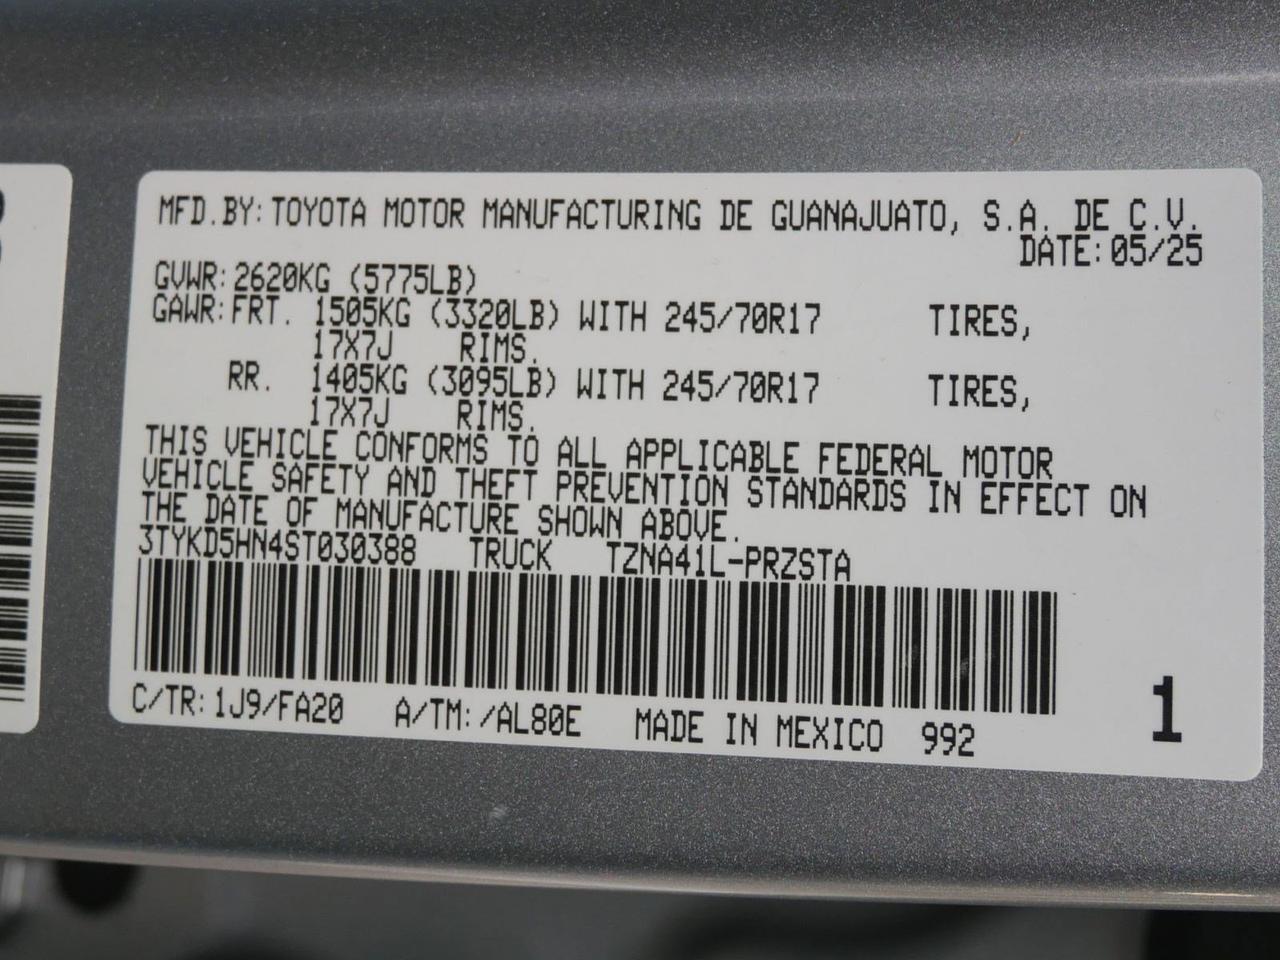 MFD.BY: TOYOTA MOTOR MANUFACTURING DE GUANAJUATO, S.A. DE C.V.
DATE: 05/25
GVWR: 2620KG (5775LB)
GAWR: FRT. 1505KG (3320LB) WITH 245/70R17 TIRES,
17X7J RIMS.
RR. 1405KG (3095LB) WITH 245/70R17 TIRES,
17X7J RIMS.
THIS VEHICLE CONFORMS TO ALL APPLICABLE FEDERAL MOTOR
VEHICLE SAFETY AND THEFT PREVENTION STANDARDS IN EFFECT ON
THE DATE OF MANUFACTURE SHOWN ABOVE.
3TYKD5HN4ST030388 TRUCK TZNA41L-PRZSTA
C/TR: 1J9/FA20 A/TM: /AL80E MADE IN MEXICO 992
1